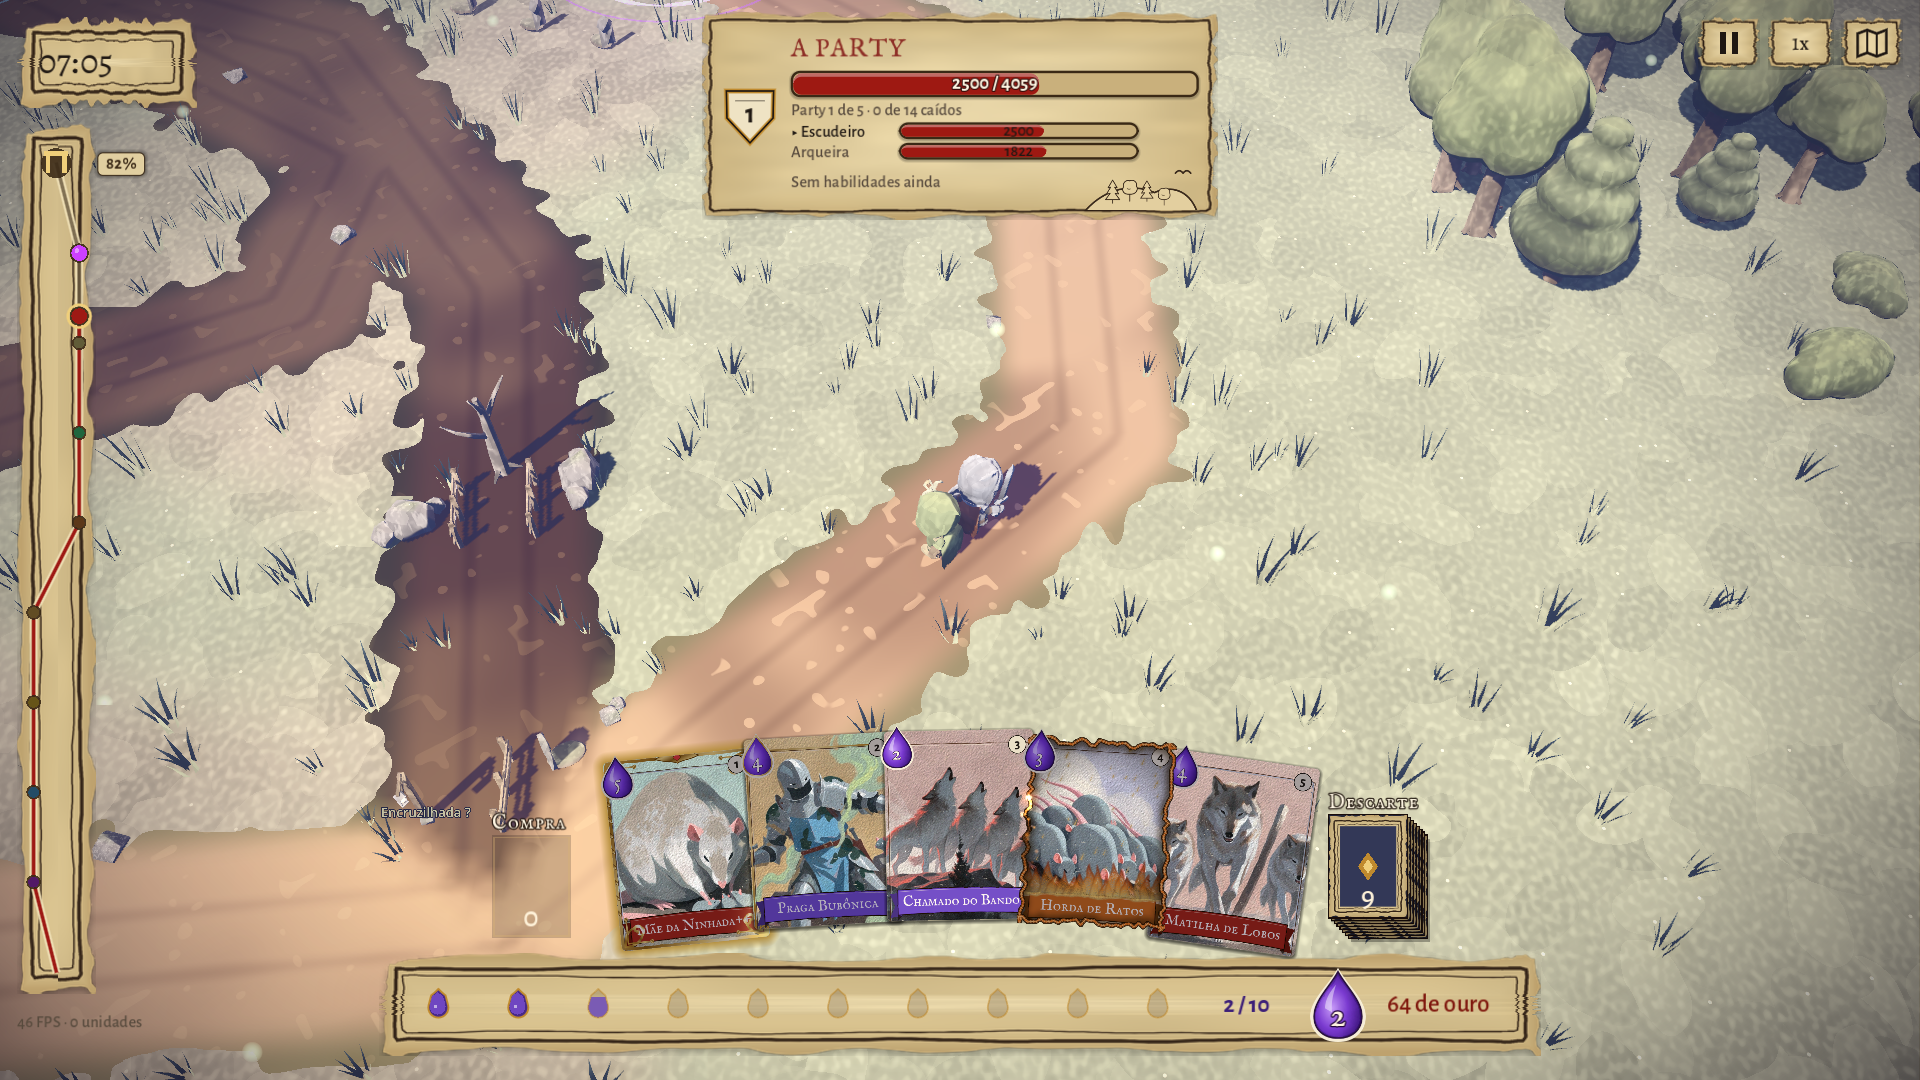 07:05
82%
A PARTY
2500 / 4059
1
Party 1 de 5 · 0 de 14 caídos
▸ Escudeiro 2500
Arqueira 1822
Sem habilidades ainda
1x
Encruzilhada ?
COMPRA
0
5
1
MÃE DA NINHADA+
4
2
PRAGA BUBÔNICA
2
3
CHAMADO DO BANDO
3
4
HORDA DE RATOS
4
5
MATILHA DE LOBOS
DESCARTE
9
2 / 10
2
64 de ouro
46 FPS · 0 unidades